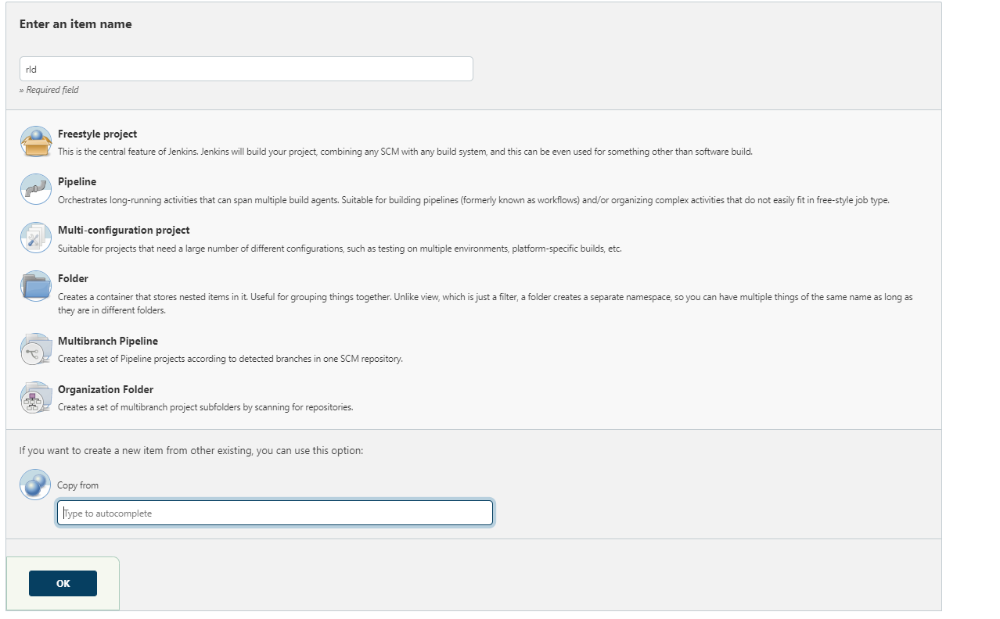 Enter an item name
rld
» Required field
Freestyle project
This is the central feature of Jenkins. Jenkins will build your project, combining any SCM with any build system, and this can be even used for something other than software build.
Pipeline
Orchestrates long-running activities that can span multiple build agents. Suitable for building pipelines (formerly known as workflows) and/or organizing complex activities that do not easily fit in free-style job type.
Multi-configuration project
Suitable for projects that need a large number of different configurations, such as testing on multiple environments, platform-specific builds, etc.
Folder
Creates a container that stores nested items in it. Useful for grouping things together. Unlike view, which is just a filter, a folder creates a separate namespace, so you can have multiple things of the same name as long as
they are in different folders.
Multibranch Pipeline
Creates a set of Pipeline projects according to detected branches in one SCM repository.
Organization Folder
Creates a set of multibranch project subfolders by scanning for repositories.
If you want to create a new item from other existing, you can use this option:
Copy from
Type to autocomplete
OK